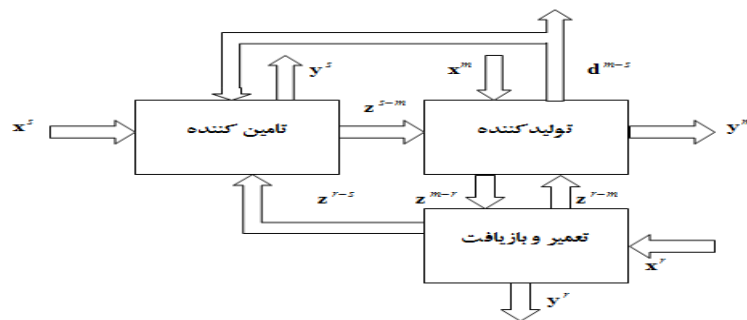 y^s
x^m
d^{m-s}
x^s
تامین کننده
z^{s-m}
تولیدکننده
y^m
z^{r-s}
z^{m-r}
z^{r-m}
تعمیر و بازیافت
x^r
y^r